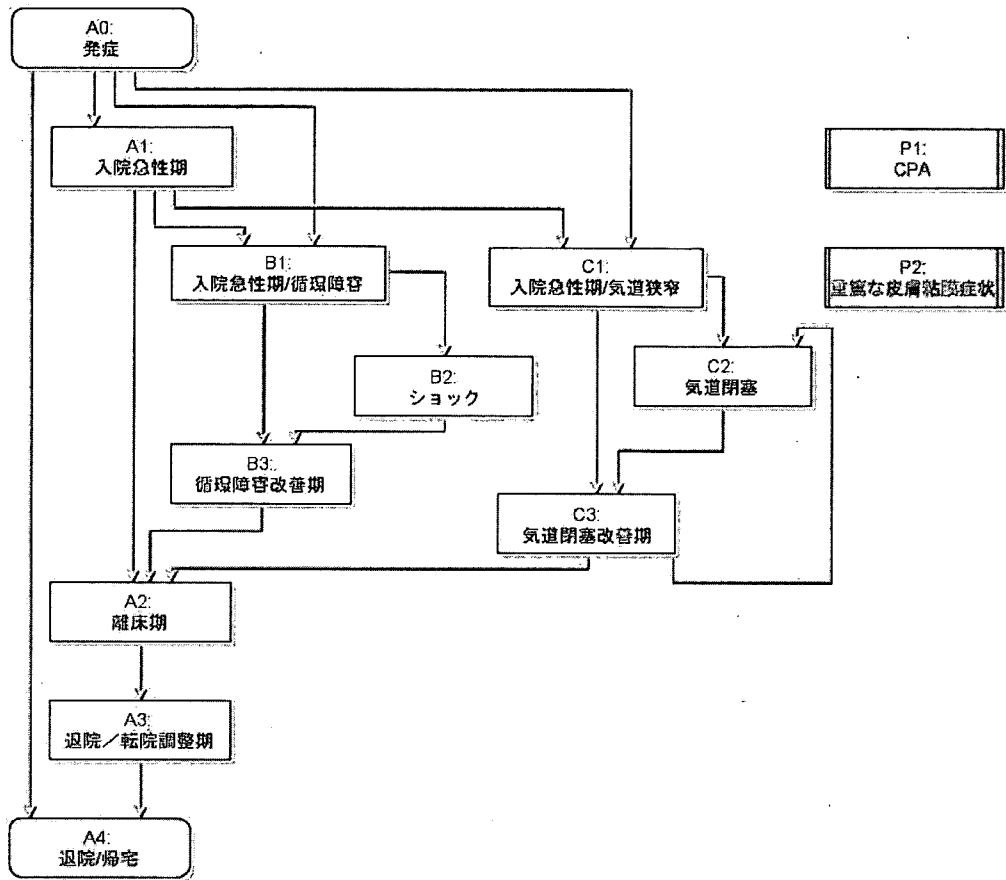 A0:
発症
A1:
入院急性期
P1:
CPA
B1:
入院急性期/循環障害
C1:
入院急性期/気道狭窄
P2:
重篤な皮膚粘膜症状
B2:
ショック
C2:
気道閉塞
B3:
循環障害改善期
C3:
気道閉塞改善期
A2:
離床期
A3:
退院／転院調整期
A4:
退院/帰宅